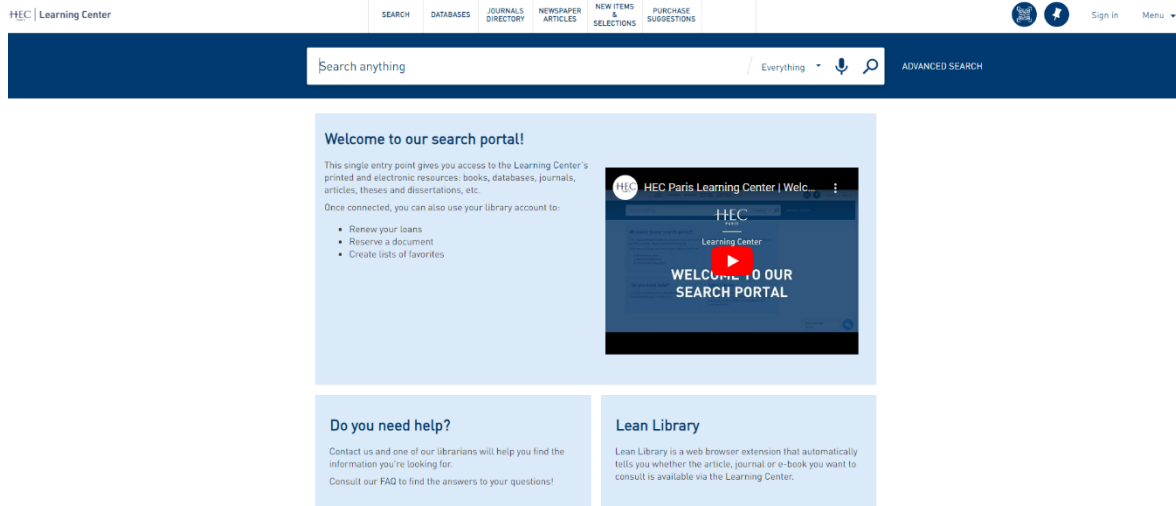 HEC PARIS | Learning Center
SEARCH
DATABASES
JOURNALS
DIRECTORY
NEWSPAPER
ARTICLES
NEW ITEMS
&
SELECTIONS
PURCHASE
SUGGESTIONS
Sign in
Menu
Search anything
Everything
ADVANCED SEARCH
Welcome to our search portal!
This single entry point gives you access to the Learning Center's
printed and electronic resources: books, databases, journals,
articles, theses and dissertations, etc.
Once connected, you can also use your library account to:
• Renew your loans
• Reserve a document
• Create lists of favorites
HEC
HEC Paris Learning Center | Welc...
HEC
PARIS
Learning Center
WELCOME TO OUR
SEARCH PORTAL
Do you need help?
Contact us and one of our librarians will help you find the
information you're looking for.
Consult our FAQ to find the answers to your questions!
Lean Library
Lean Library is a web browser extension that automatically
tells you whether the article, journal or e-book you want to
consult is available via the Learning Center.